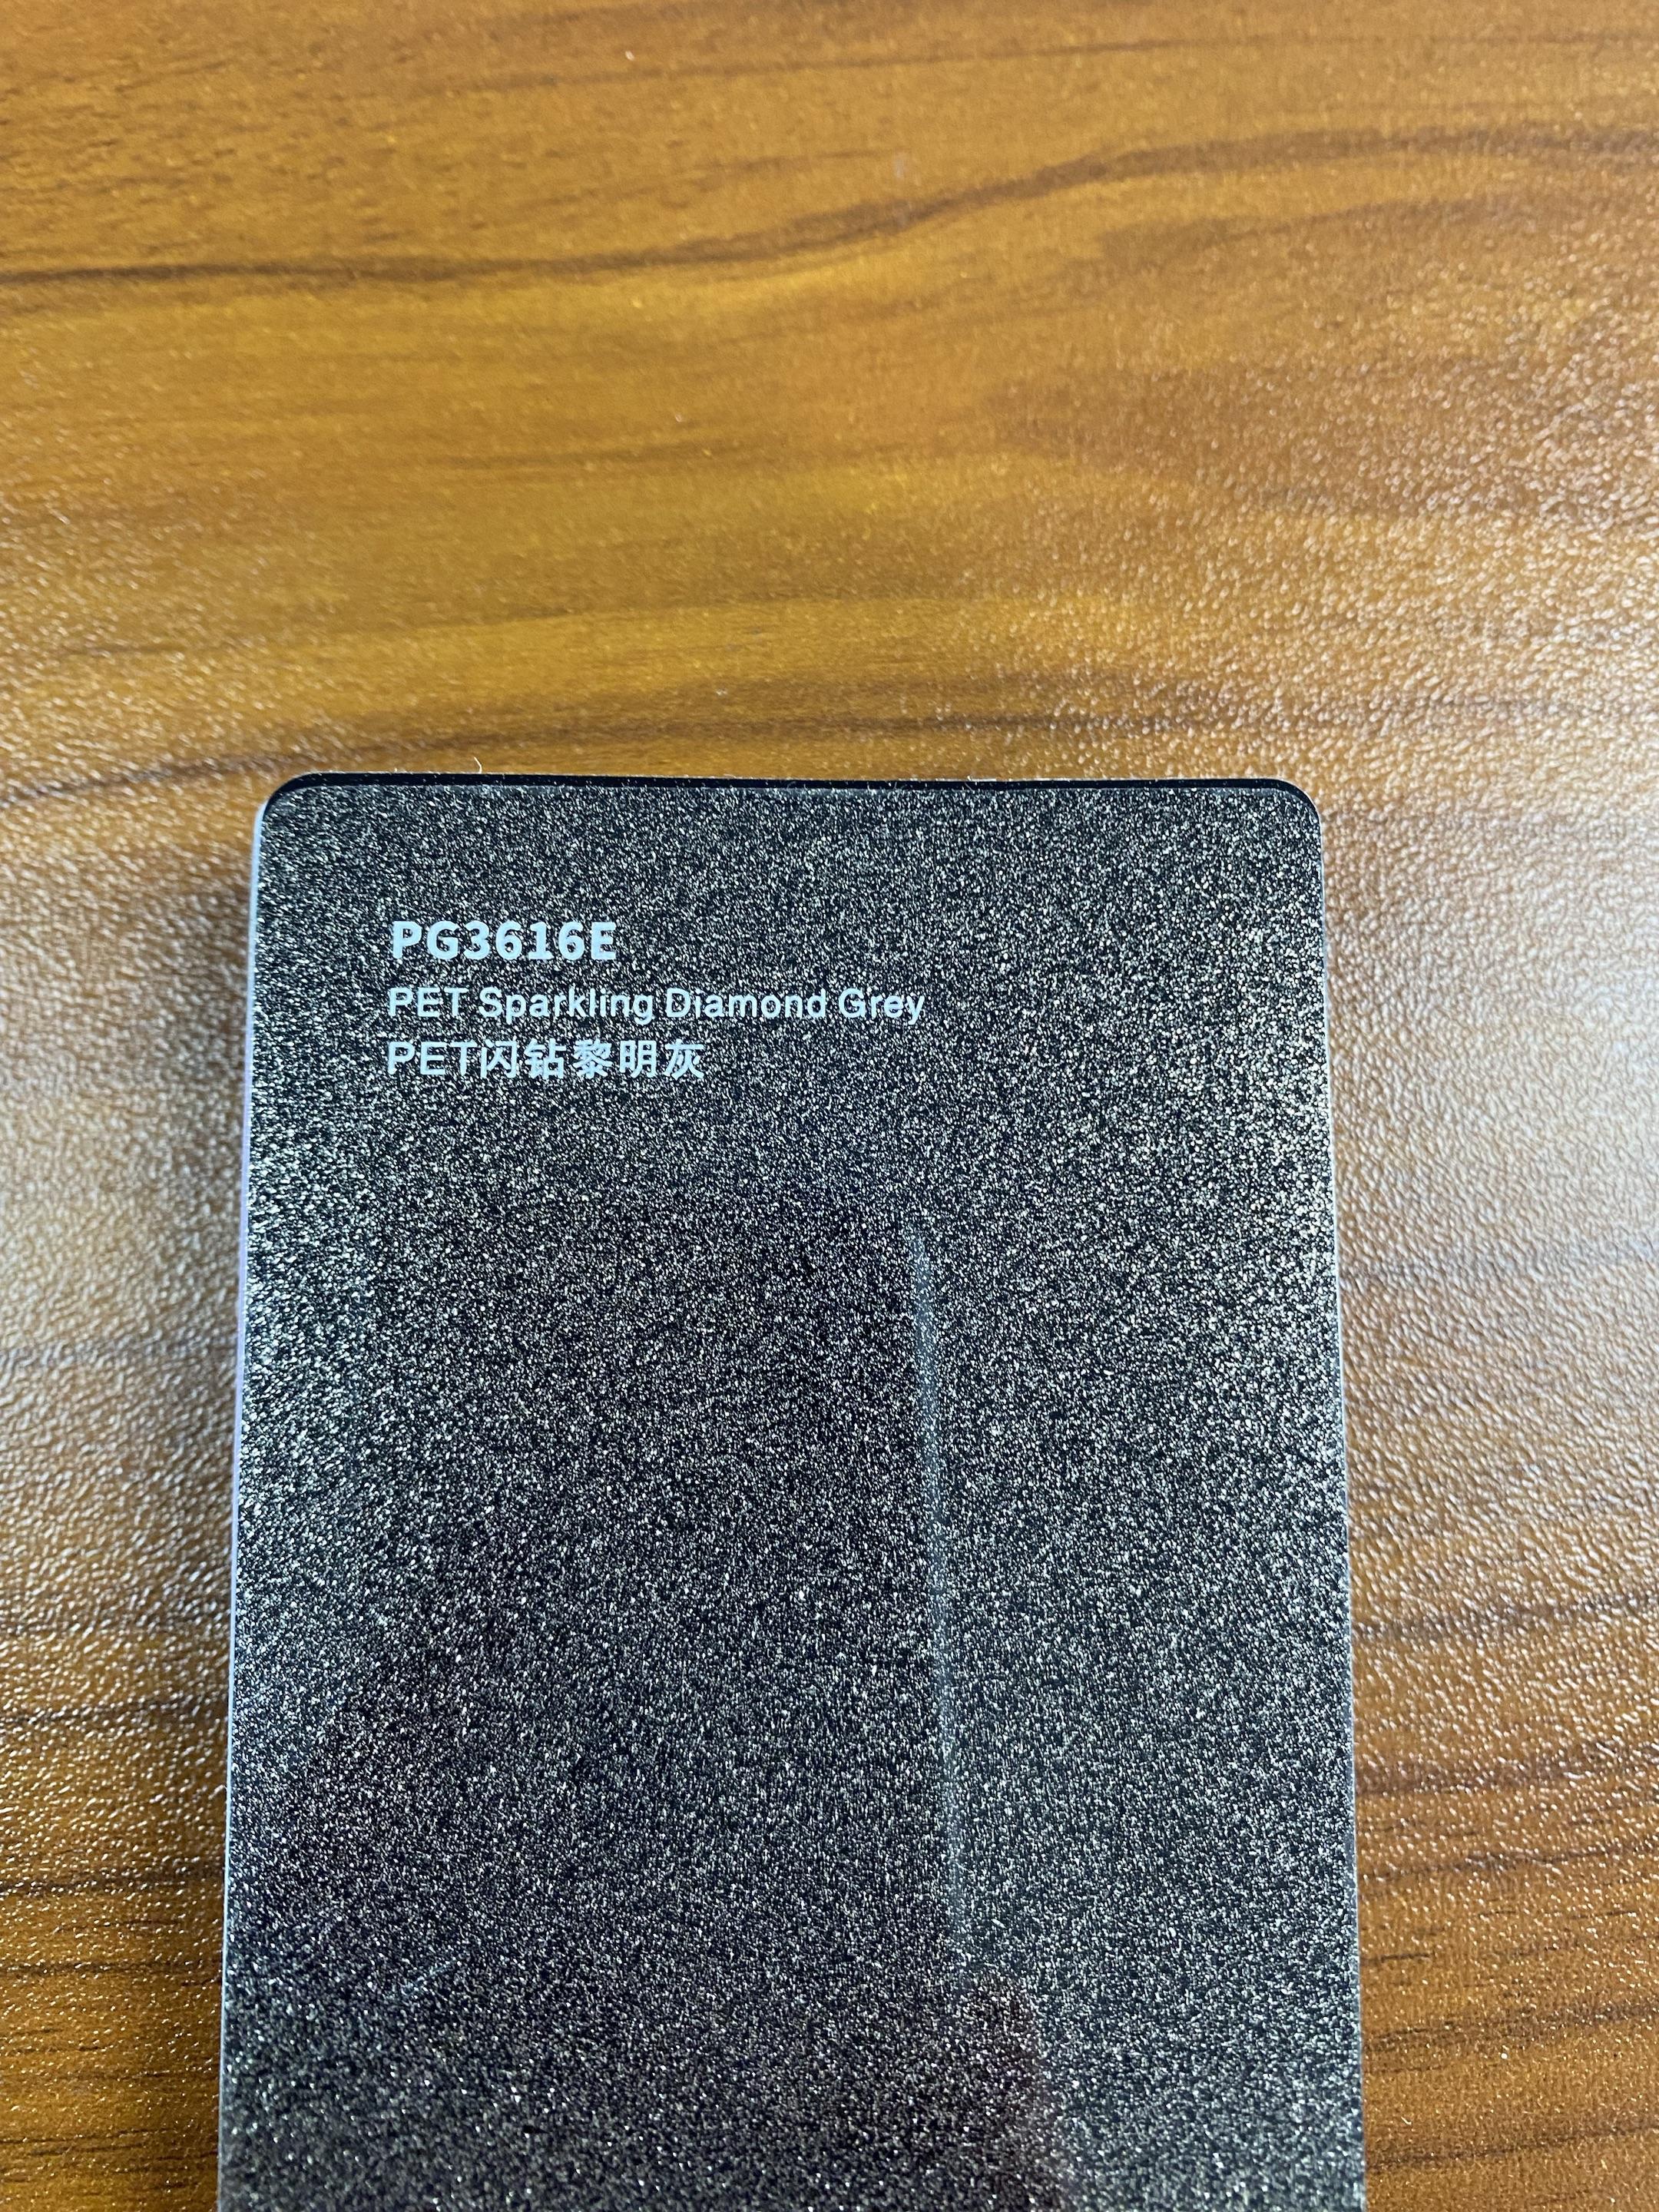 PG3616E
PET Sparkling Diamond Grey
PET闪钻黎明灰